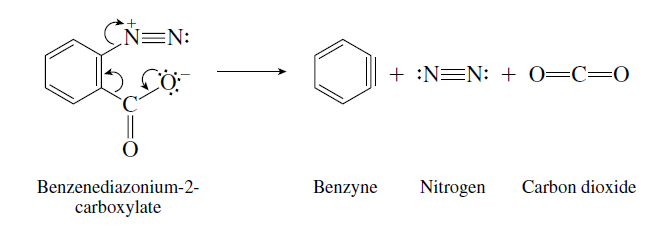 +
N≡N:
:Ö:−
C
O
+ :N≡N: + O=C=O
Benzenediazonium-2-
carboxylate
Benzyne Nitrogen Carbon dioxide